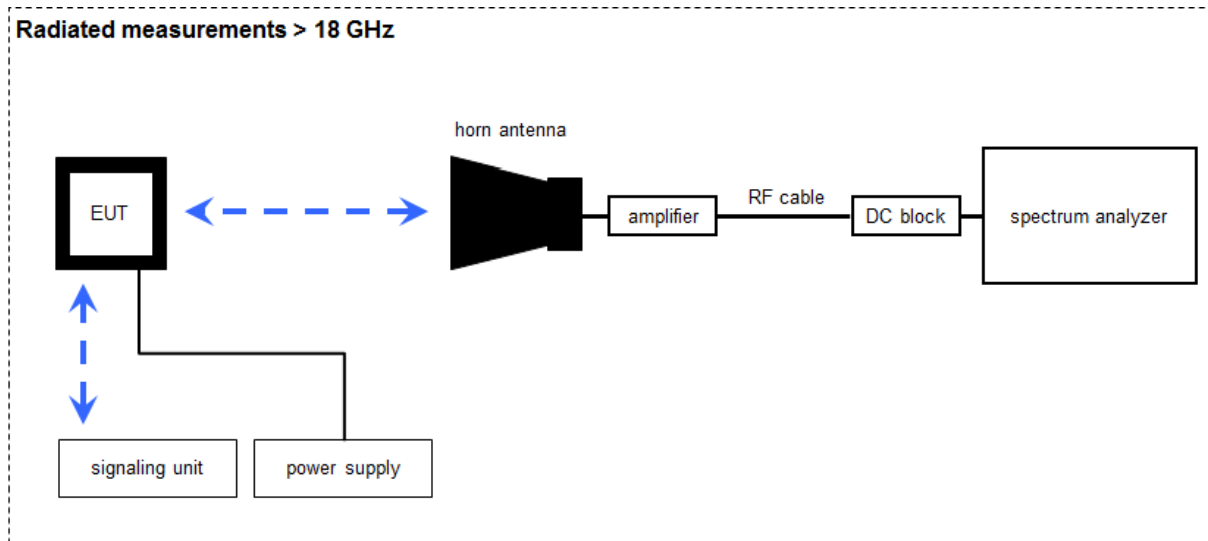 Radiated measurements > 18 GHz
horn antenna
EUT
amplifier
RF cable
DC block
spectrum analyzer
signaling unit
power supply